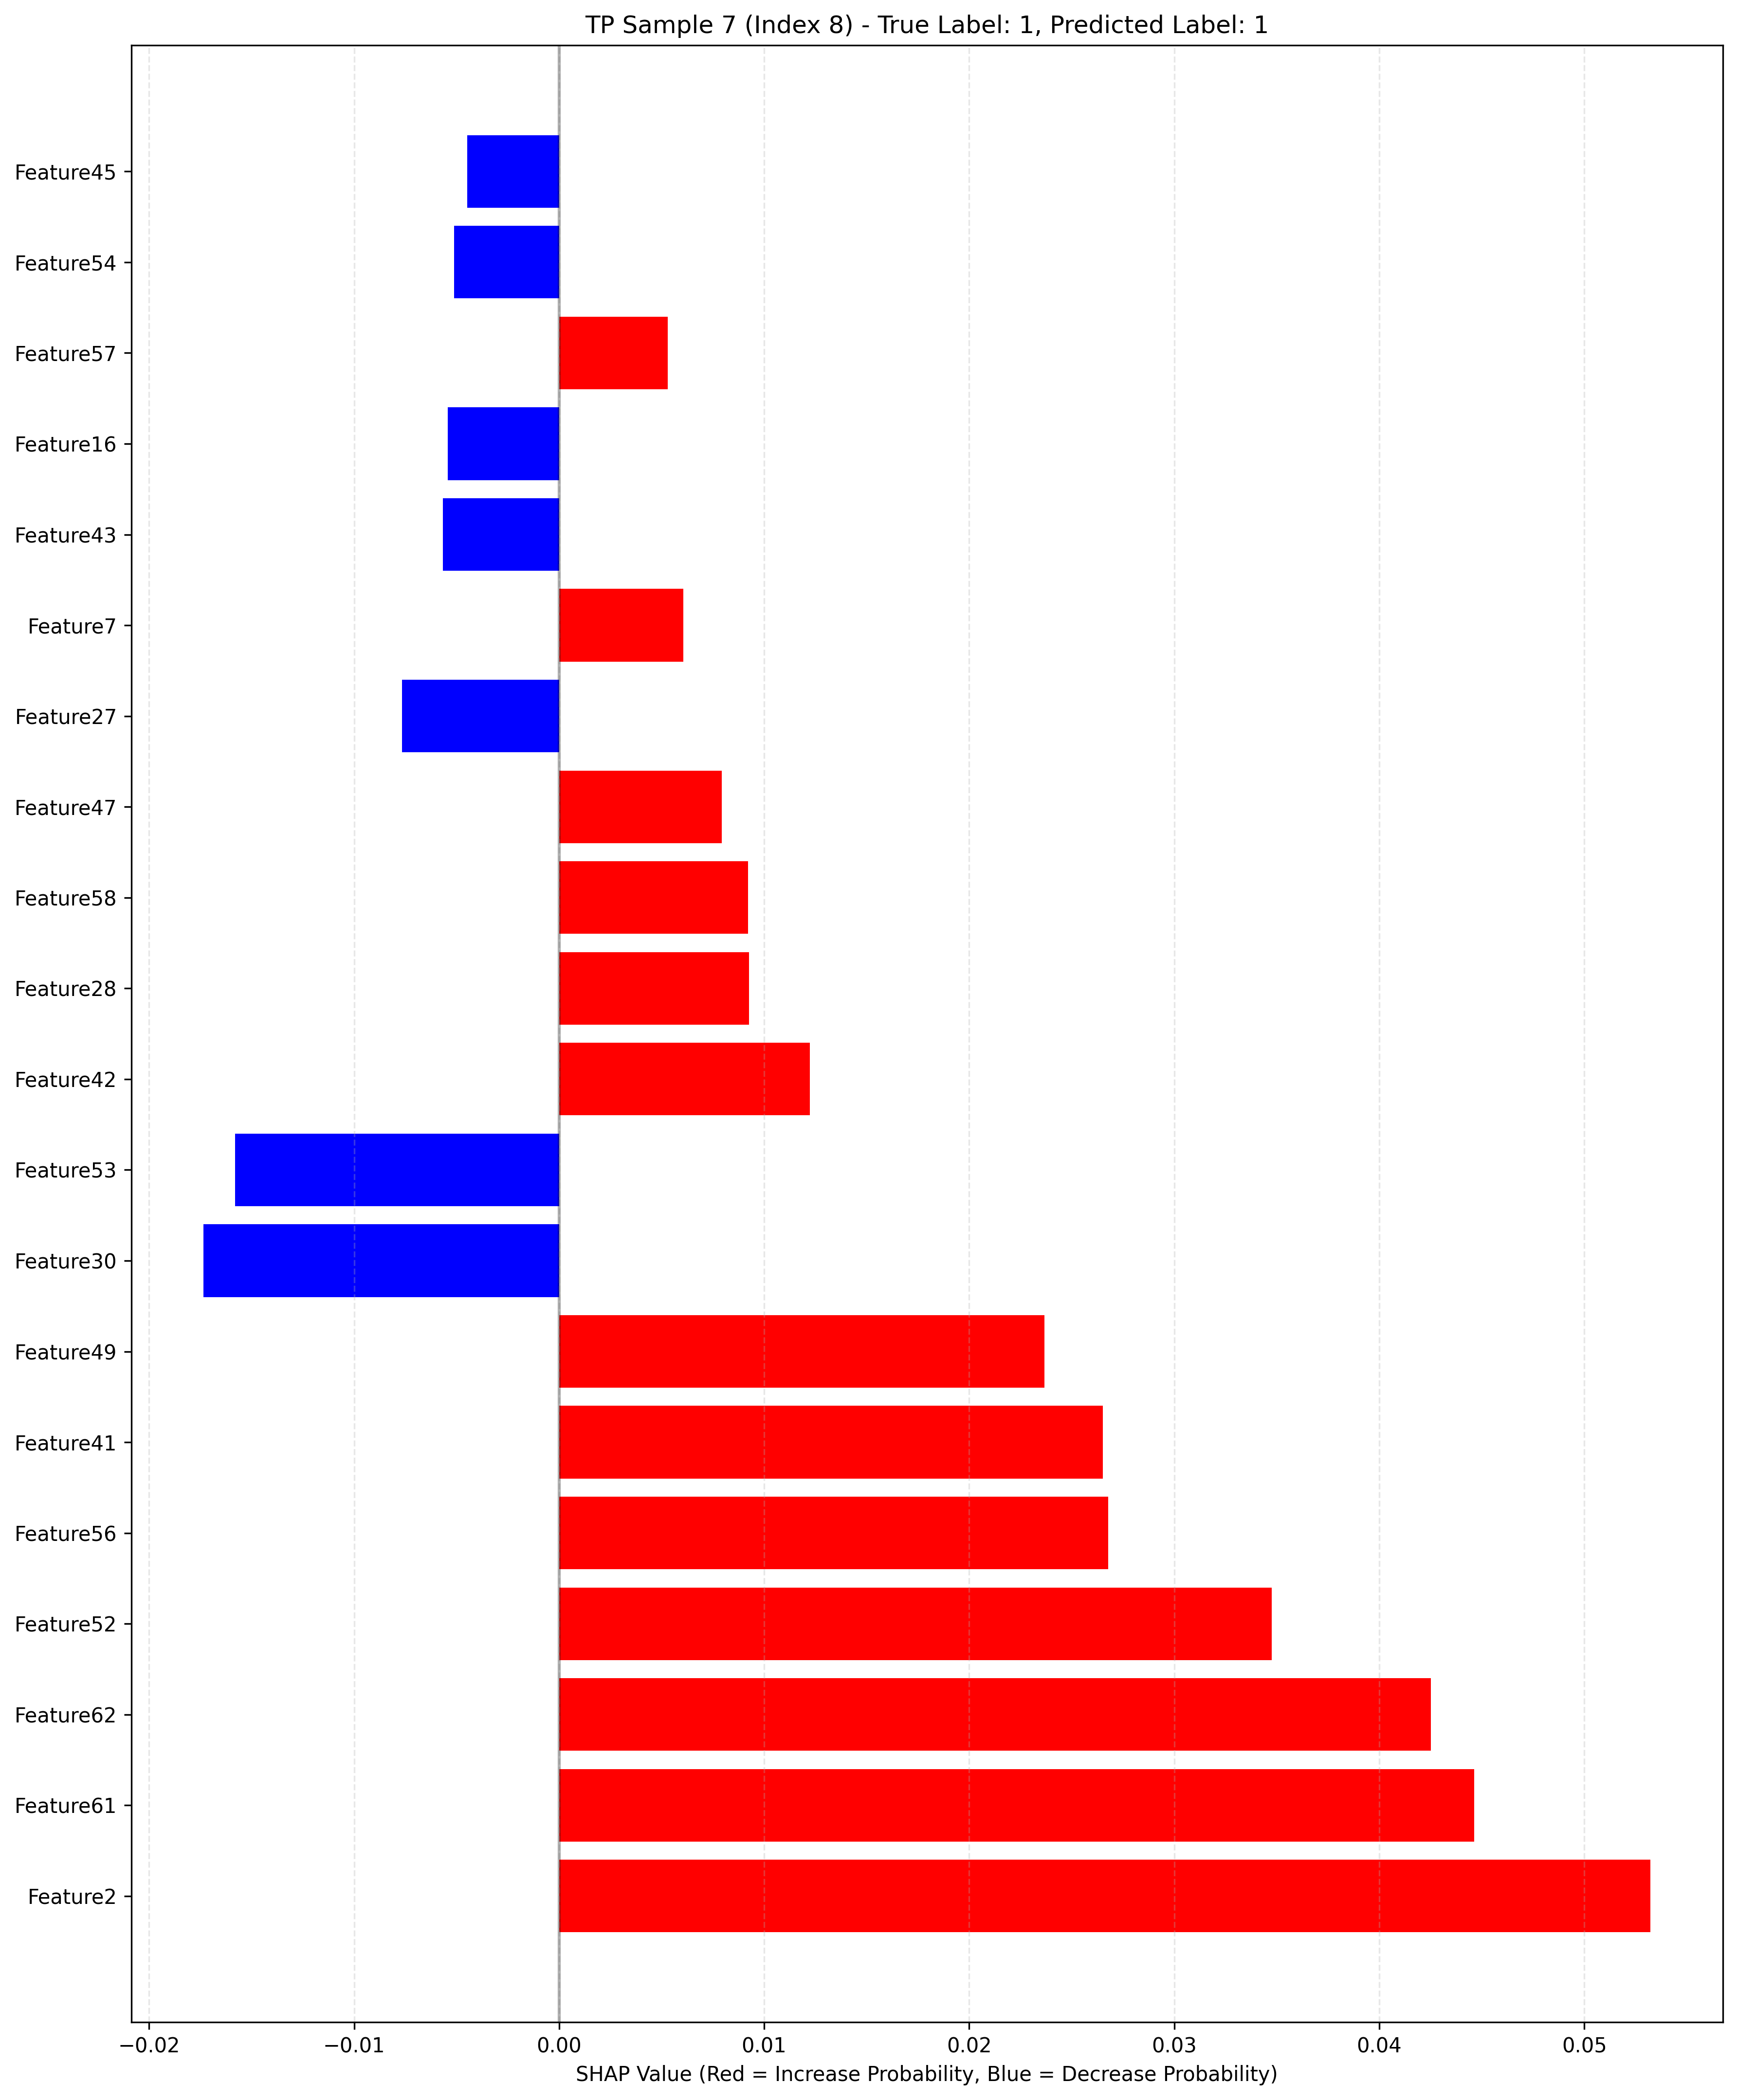 TP Sample 7 (Index 8) - True Label: 1, Predicted Label: 1
Feature45
Feature54
Feature57
Feature16
Feature43
Feature7
Feature27
Feature47
Feature58
Feature28
Feature42
Feature53
Feature30
Feature49
Feature41
Feature56
Feature52
Feature62
Feature61
Feature2
−0.02 −0.01 0.00 0.01 0.02 0.03 0.04 0.05
SHAP Value (Red = Increase Probability, Blue = Decrease Probability)